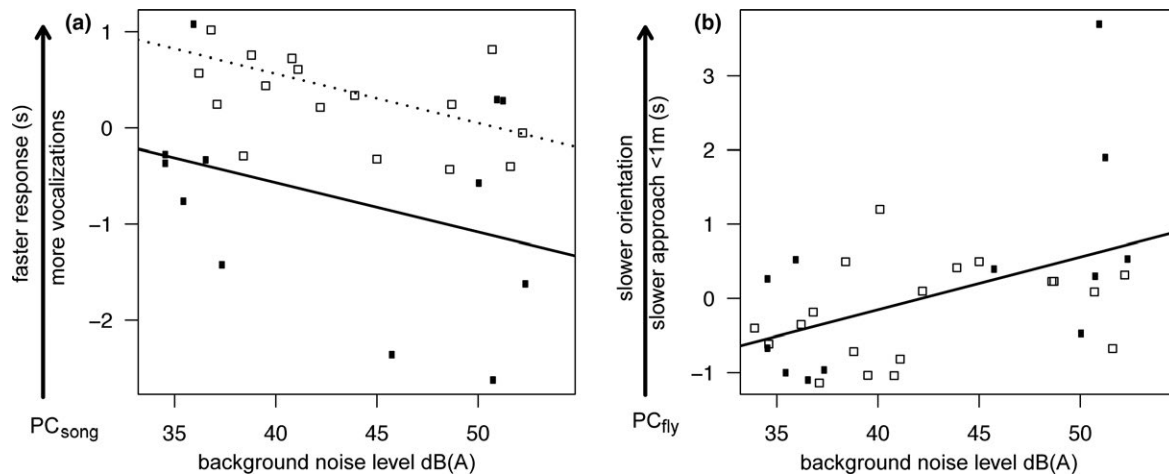 (a)
faster response (s)
more vocalizations
1
0
−1
−2
PCsong
35 40 45 50
background noise level dB(A)
(b)
slower orientation
slower approach <1m (s)
3
2
1
0
−1
PCfly
35 40 45 50
background noise level dB(A)